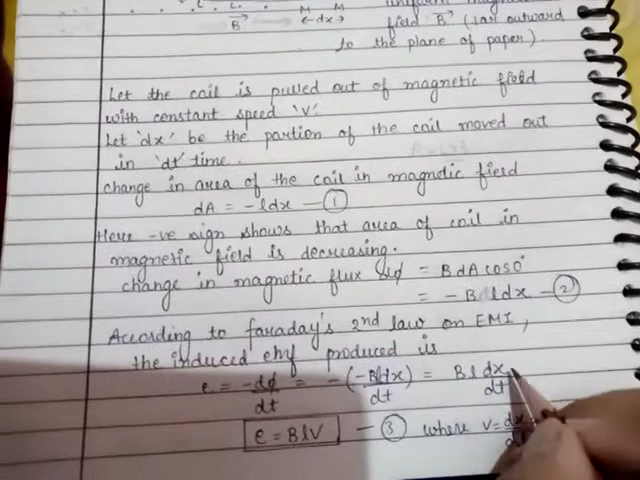 B⃗ ← dx → field B⃗ (far outward
to the plane of paper)
Let the coil is pulled out of magnetic field
with constant speed 'v'.
Let 'dx' be the portion of the coil moved out
in 'dt' time.
change in area of the coil in magnetic field
dA = -ldx — ①
Here -ve sign shows that area of coil in
magnetic field is decreasing.
change in magnetic flux dϕ = B dA cos0°
= -B ldx — ②
According to faraday's 2nd law on EMI,
the induced emf produced is
e = -dϕ/dt = -(-Bldx)/dt = Bl dx/dt
e = BlV — ③ where V = dx